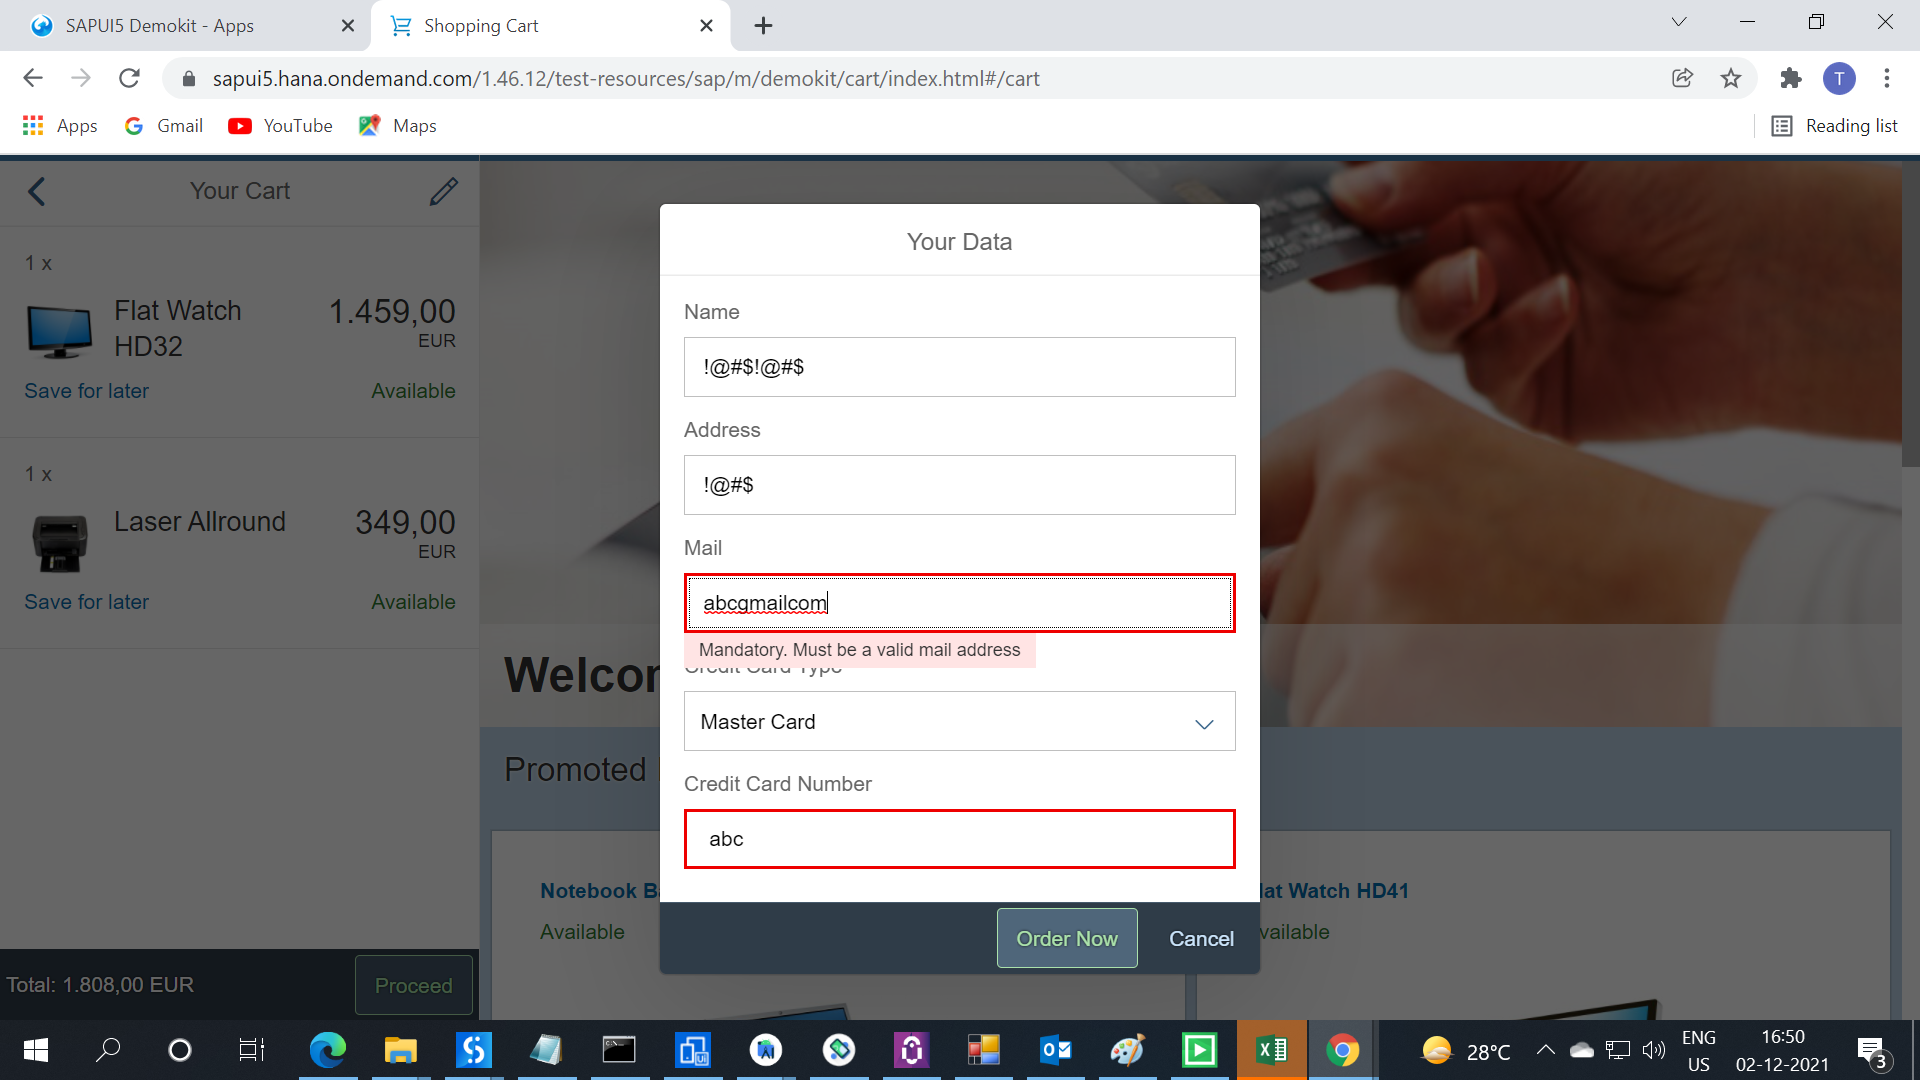 SAPUI5 Demokit - Apps
Shopping Cart
sapui5.hana.ondemand.com/1.46.12/test-resources/sap/m/demokit/cart/index.html#/cart
T
Apps
Gmail
YouTube
Maps
Reading list
Your Cart
1 x
Flat Watch
HD32
1.459,00
EUR
Save for later
Available
1 x
Laser Allround
349,00
EUR
Save for later
Available
Total: 1.808,00 EUR
Proceed
Your Data
Name
!@#$!@#$
Address
!@#$
Mail
abcgmailcom
Mandatory. Must be a valid mail address
Credit Card Type
Master Card
Credit Card Number
abc
Order Now
Cancel
Promoted
Notebook
Available
Watch HD41
28°C
ENG
US
16:50
02-12-2021
3